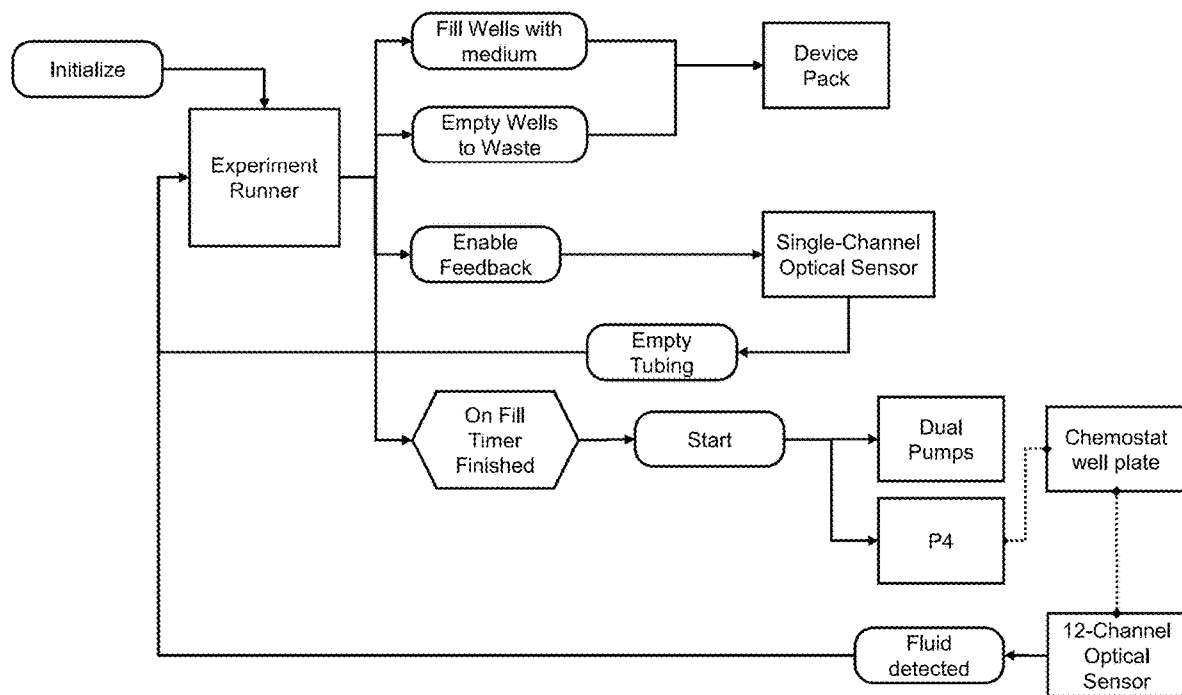 Initialize
Experiment
Runner
Fill Wells with
medium
Empty Wells
to Waste
Device
Pack
Enable
Feedback
Single-Channel
Optical Sensor
Empty
Tubing
On Fill
Timer
Finished
Start
Dual
Pumps
P4
Chemostat
well plate
12-Channel
Optical
Sensor
Fluid
detected